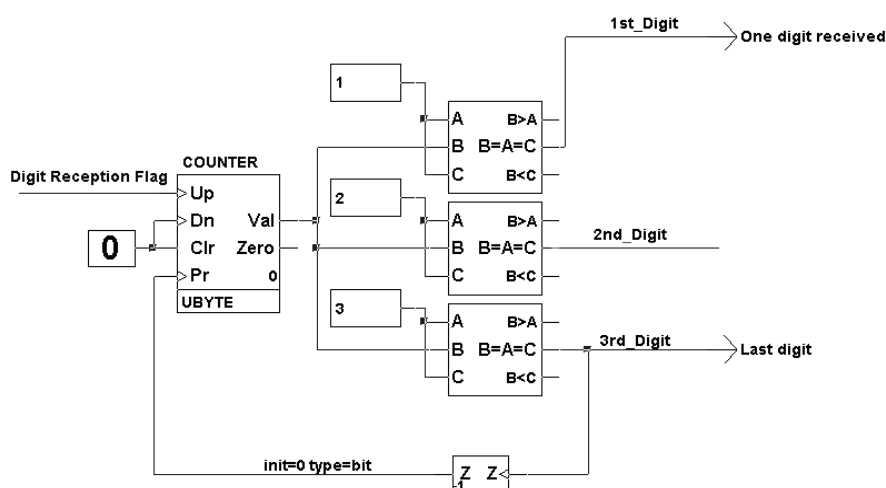 1st_Digit
One digit received
1
A B>A
B B=A=C
C B<C
COUNTER
Digit Reception Flag
Up
Dn Val
0
Clr Zero
Pr 0
UBYTE
2
A B>A
B B=A=C
C B<C
2nd_Digit
3
A B>A
B B=A=C
C B<C
3rd_Digit
Last digit
init=0 type=bit
Z Z
-1